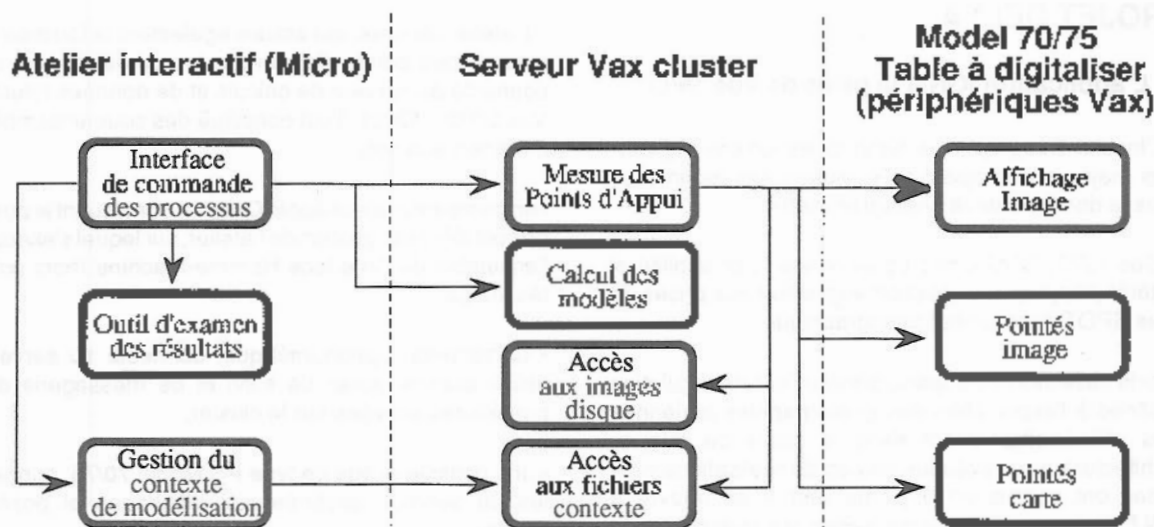 Atelier interactif (Micro)
Serveur Vax cluster
Model 70/75
Table à digitaliser
(périphériques Vax)
Interface
de commande
des processus
Outil d'examen
des résultats
Gestion du
contexte
de modélisation
Mesure des
Points d'Appui
Calcul des
modèles
Accès
aux images
disque
Accès
aux fichiers
contexte
Affichage
Image
Pointés
image
Pointés
carte